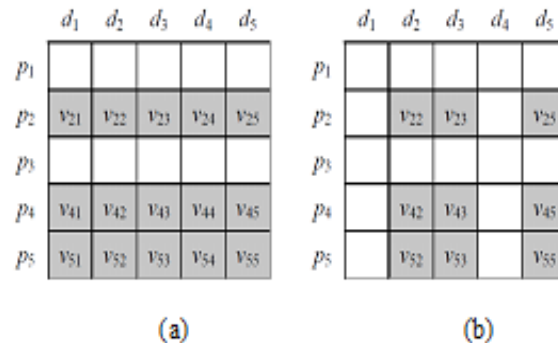 d1 d2 d3 d4 d5 d1 d2 d3 d4 d5
p1 p1
p2 v21 v22 v23 v24 v25 p2 v22 v23 v25
p3 p3
p4 v41 v42 v43 v44 v45 p4 v42 v43 v45
p5 v51 v52 v53 v54 v55 p5 v52 v53 v55
(a) (b)